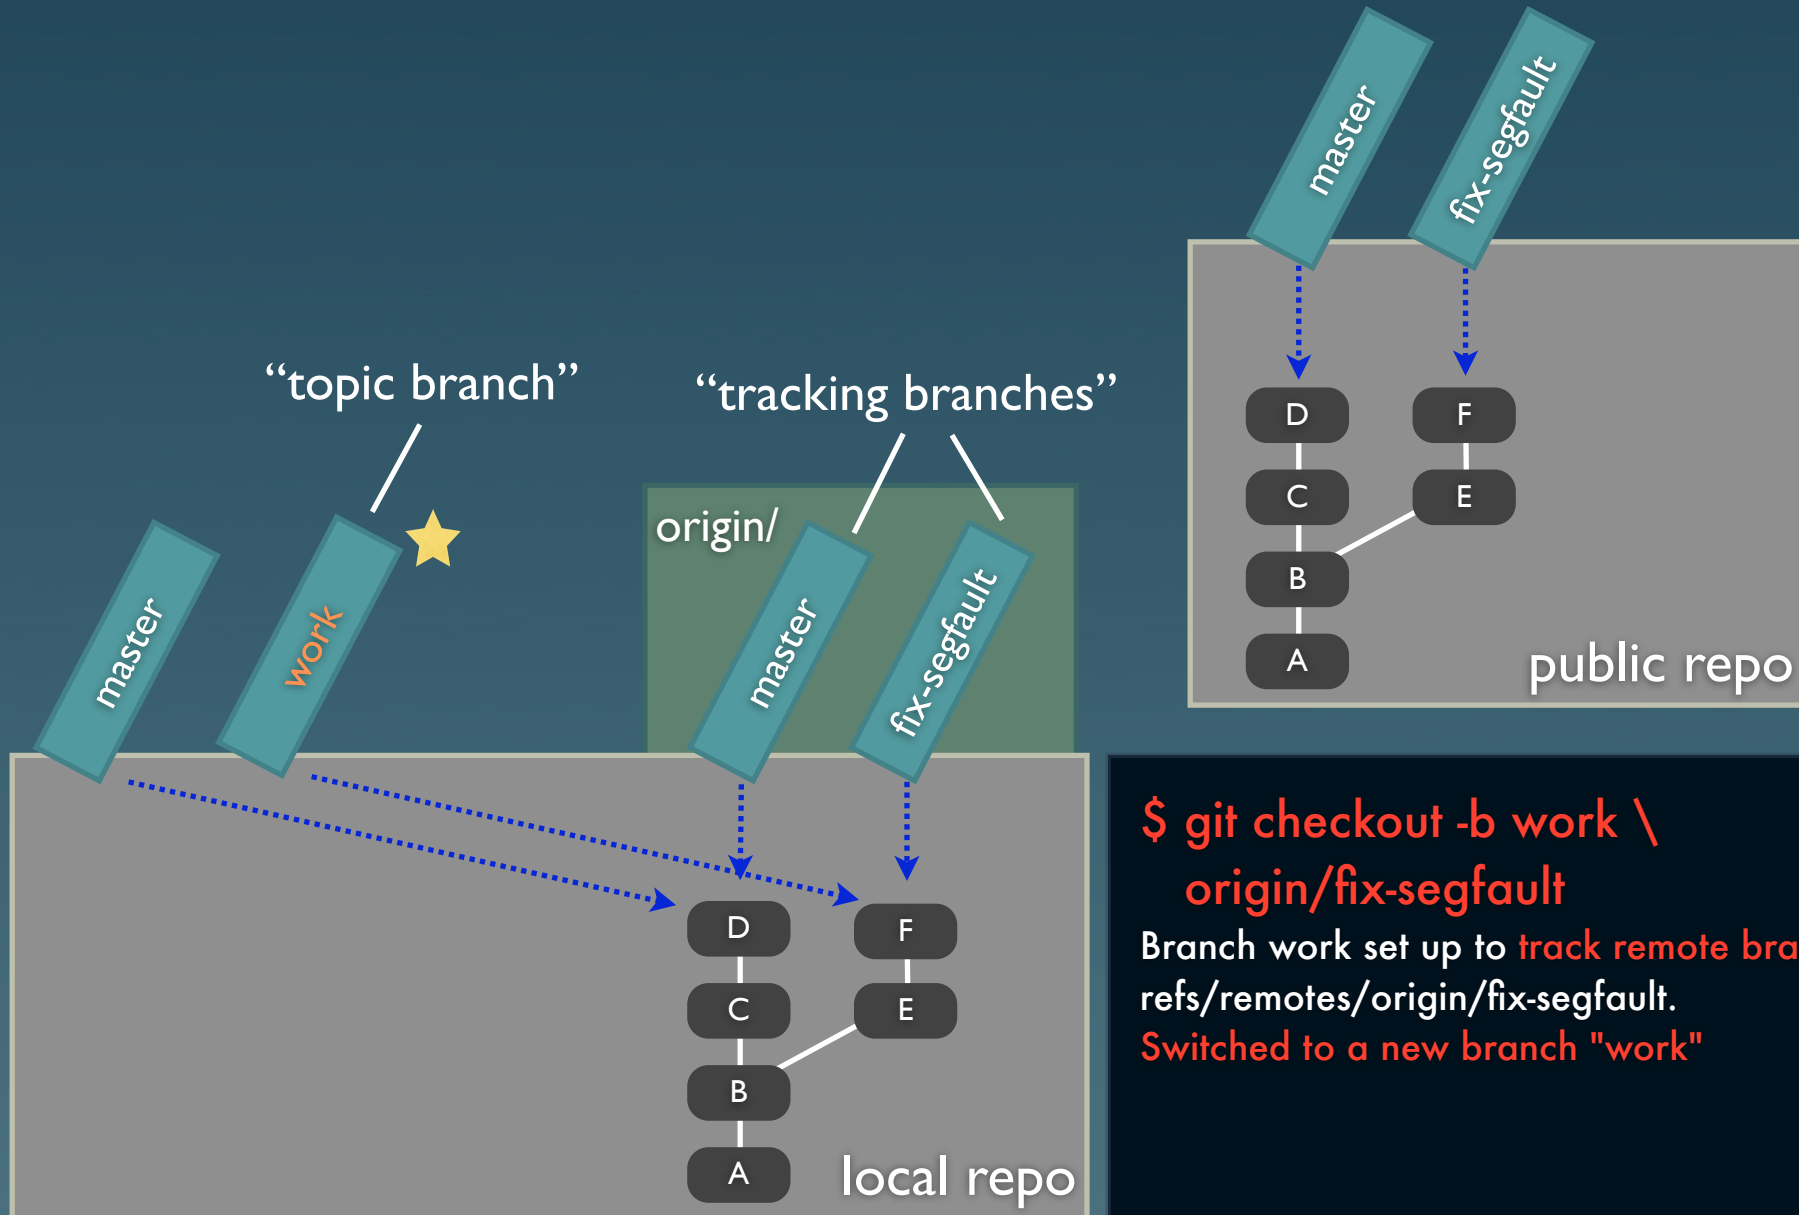 master
fix-segfault
D
F
C
E
B
A
public repo
“topic branch”
“tracking branches”
origin/
master
work
master
fix-segfault
D
F
C
E
B
A
local repo
$ git checkout -b work \
origin/fix-segfault
Branch work set up to track remote bra
refs/remotes/origin/fix-segfault.
Switched to a new branch "work"